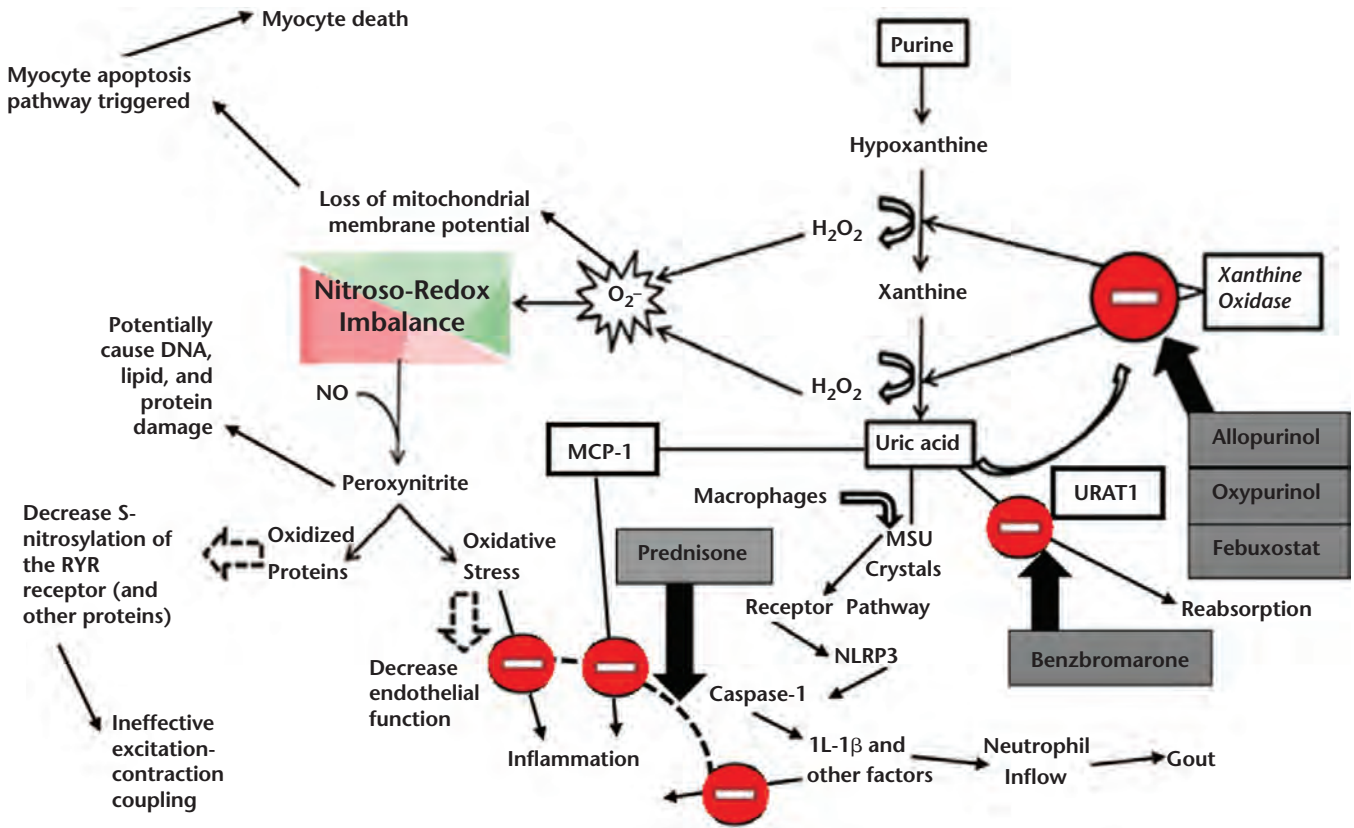 Myocyte death
Myocyte apoptosis
pathway triggered
Purine
Hypoxanthine
Loss of mitochondrial
membrane potential
H2O2
O2–
Xanthine
Xanthine
Oxidase
Nitroso-Redox
Imbalance
Potentially
cause DNA,
lipid, and
protein
damage
NO
H2O2
Uric acid
MCP-1
Allopurinol
Oxypurinol
Febuxostat
Peroxynitrite
Macrophages
URAT1
MSU
Crystals
Decrease S-
nitrosylation of
the RYR
receptor (and
other proteins)
Oxidized
Proteins
Oxidative
Stress
Prednisone
Receptor Pathway
Reabsorption
NLRP3
Benzbromarone
Decrease
endothelial
function
Caspase-1
Ineffective
excitation-
contraction
coupling
Inflammation
1L-1β and
other factors
Neutrophil
Inflow
Gout